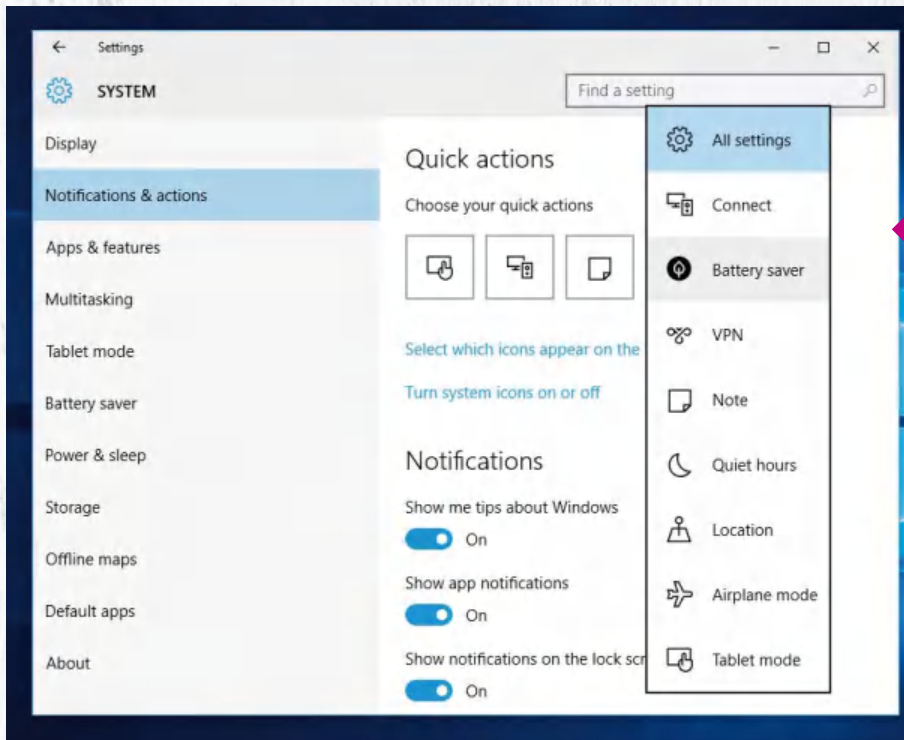 Settings
SYSTEM
Find a setting
Display
Notifications & actions
Apps & features
Multitasking
Tablet mode
Battery saver
Power & sleep
Storage
Offline maps
Default apps
About
Quick actions
Choose your quick actions
Select which icons appear on the
Turn system icons on or off
Notifications
Show me tips about Windows
On
Show app notifications
On
Show notifications on the lock scr
On
All settings
Connect
Battery saver
VPN
Note
Quiet hours
Location
Airplane mode
Tablet mode